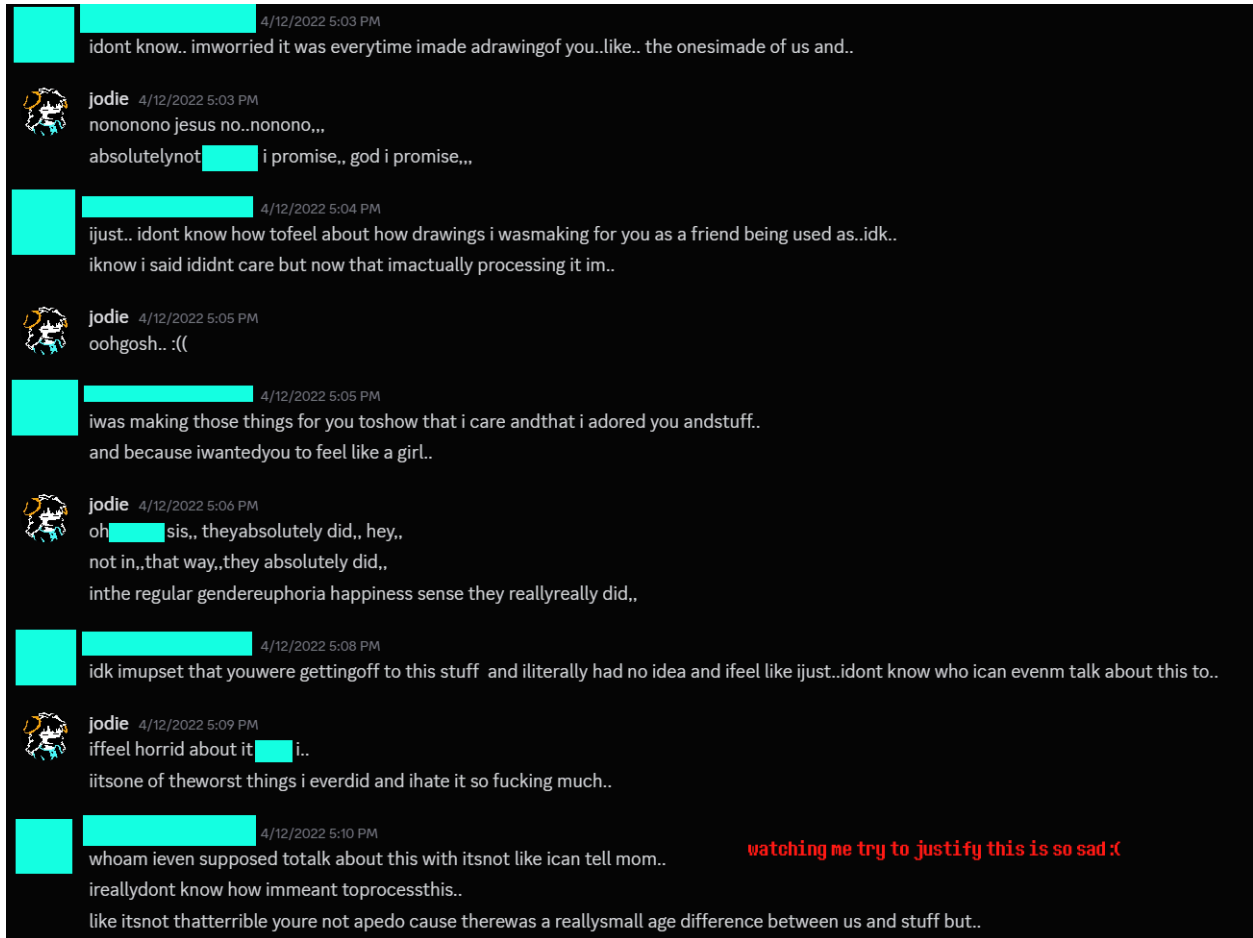 4/12/2022 5:03 PM
idont know.. imworried it was everytime imade adrawingof you..like.. the onesimade of us and..
jodie 4/12/2022 5:03 PM
nononono jesus no..nonono,,,
absolutelynot i promise,, god i promise,,,
4/12/2022 5:04 PM
ijust.. idont know how tofeel about how drawings i wasmaking for you as a friend being used as..idk..
iknow i said ididnt care but now that imactually processing it im..
jodie 4/12/2022 5:05 PM
oohgosh.. :((
4/12/2022 5:05 PM
iwas making those things for you toshow that i care andthat i adored you andstuff..
and because iwantedyou to feel like a girl..
jodie 4/12/2022 5:06 PM
oh sis,, theyabsolutely did,, hey,,
not in,,that way,,they absolutely did,,
inthe regular gendereuphoria happiness sense they reallyreally did,,
4/12/2022 5:08 PM
idk imupset that youwere gettingoff to this stuff  and iliterally had no idea and ifeel like ijust..idont know who ican evenm talk about this to..
jodie 4/12/2022 5:09 PM
iffeel horrid about it i..
iitsone of theworst things i everdid and ihate it so fucking much..
4/12/2022 5:10 PM
whoam ieven supposed totalk about this with itsnot like ican tell mom..
watching me try to justify this is so sad :(
ireallydont know how immeant toprocessthis..
like itsnot thatterrible youre not apedo cause therewas a reallysmall age difference between us and stuff but..